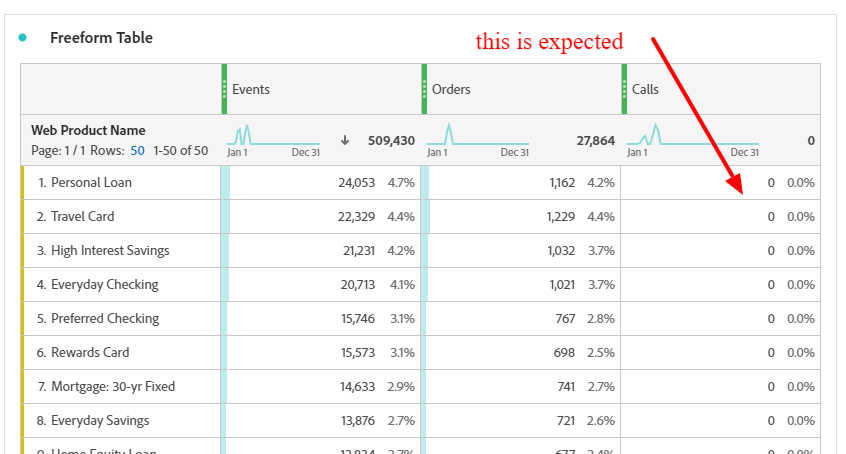 Freeform Table
this is expected
Events Orders Calls
Web Product Name
Page: 1 / 1 Rows: 50 1-50 of 50
Jan 1 Dec 31 ↓ 509,430 Jan 1 Dec 31 27,864 Jan 1 Dec 31 0
1. Personal Loan 24,053 4.7% 1,162 4.2% 0 0.0%
2. Travel Card 22,329 4.4% 1,229 4.4% 0 0.0%
3. High Interest Savings 21,231 4.2% 1,032 3.7% 0 0.0%
4. Everyday Checking 20,713 4.1% 1,021 3.7% 0 0.0%
5. Preferred Checking 15,746 3.1% 767 2.8% 0 0.0%
6. Rewards Card 15,573 3.1% 698 2.5% 0 0.0%
7. Mortgage: 30-yr Fixed 14,633 2.9% 741 2.7% 0 0.0%
8. Everyday Savings 13,876 2.7% 721 2.6% 0 0.0%
9. Home Equity Loan 2.7% 677 2.4% 0 0.0%